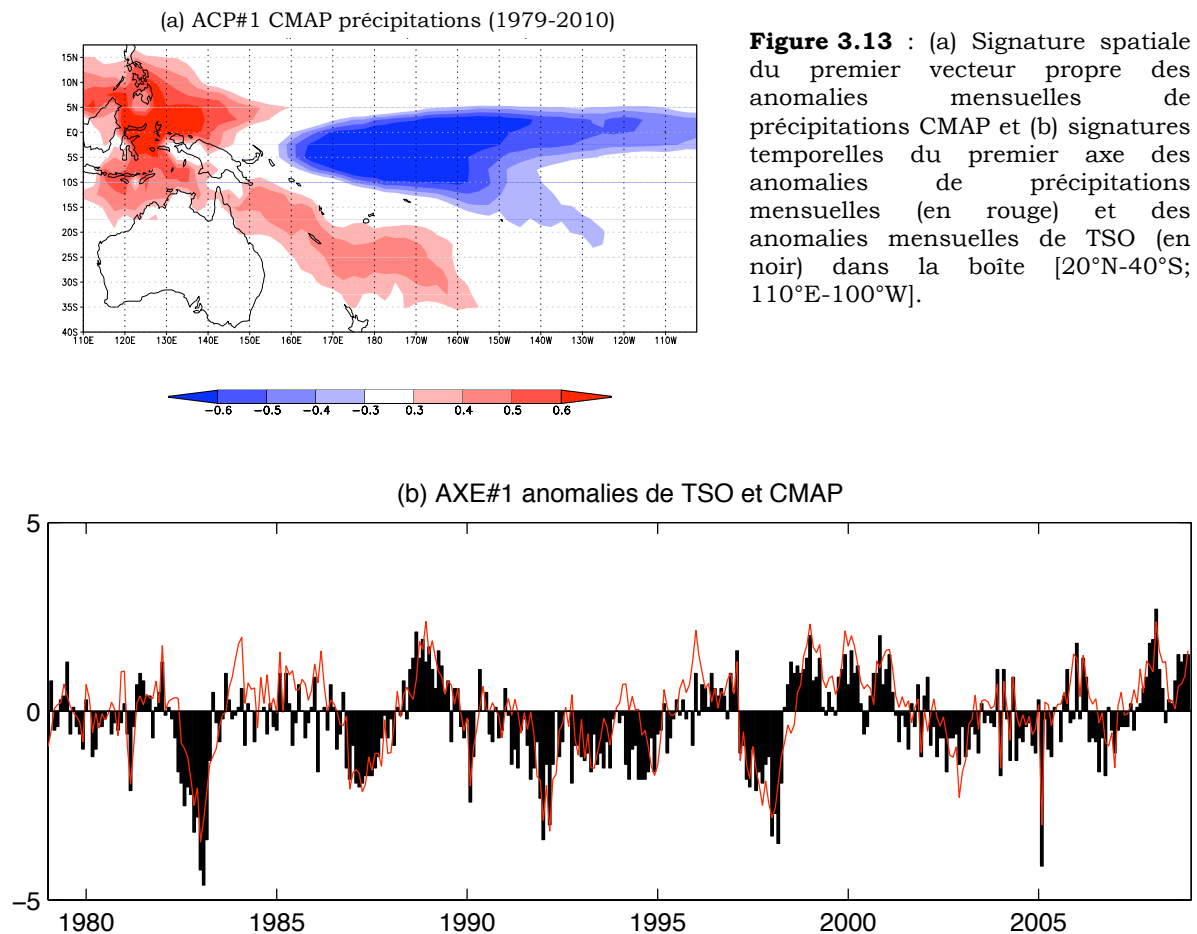 (a) ACP#1 CMAP précipitations (1979-2010)
15N
10N
5N
EQ
5S
10S
15S
20S
25S
30S
35S
40S
110E 120E 130E 140E 150E 160E 170E 180 170W 160W 150W 140W 130W 120W 110W
-0.6 -0.5 -0.4 -0.3 0.3 0.4 0.5 0.6
Figure 3.13 : (a) Signature spatiale
du premier vecteur propre des
anomalies mensuelles de
précipitations CMAP et (b) signatures
temporelles du premier axe des
anomalies de précipitations
mensuelles (en rouge) et des
anomalies mensuelles de TSO (en
noir) dans la boîte [20°N-40°S;
110°E-100°W].
(b) AXE#1 anomalies de TSO et CMAP
5
0
−5
1980 1985 1990 1995 2000 2005